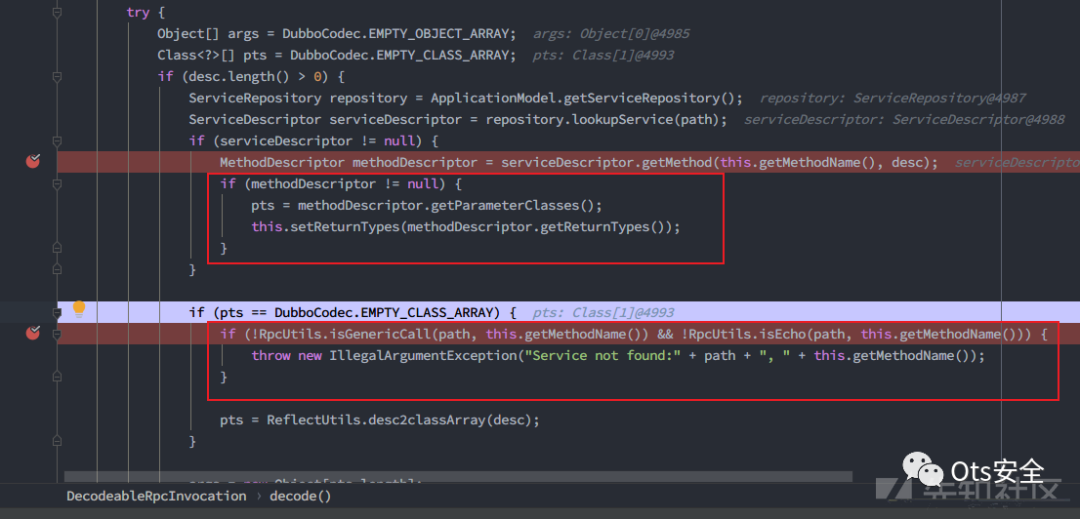 try {
Object[] args = DubboCodec.EMPTY_OBJECT_ARRAY;   args: Object[0]@4985
Class<?>[] pts = DubboCodec.EMPTY_CLASS_ARRAY;   pts: Class[1]@4993
if (desc.length() > 0) {
ServiceRepository repository = ApplicationModel.getServiceRepository();   repository: ServiceRepository@4987
ServiceDescriptor serviceDescriptor = repository.lookupService(path);   serviceDescriptor: ServiceDescriptor@4988
if (serviceDescriptor != null) {
MethodDescriptor methodDescriptor = serviceDescriptor.getMethod(this.getMethodName(), desc);   serviceDescripto
if (methodDescriptor != null) {
pts = methodDescriptor.getParameterClasses();
this.setReturnTypes(methodDescriptor.getReturnTypes());
}
}
if (pts == DubboCodec.EMPTY_CLASS_ARRAY) {   pts: Class[1]@4993
if (!RpcUtils.isGenericCall(path, this.getMethodName()) && !RpcUtils.isEcho(path, this.getMethodName())) {
throw new IllegalArgumentException("Service not found:" + path + ", " + this.getMethodName());
}
pts = ReflectUtils.desc2classArray(desc);
}
Ots安全
先知社区
DecodeableRpcInvocation › decode()